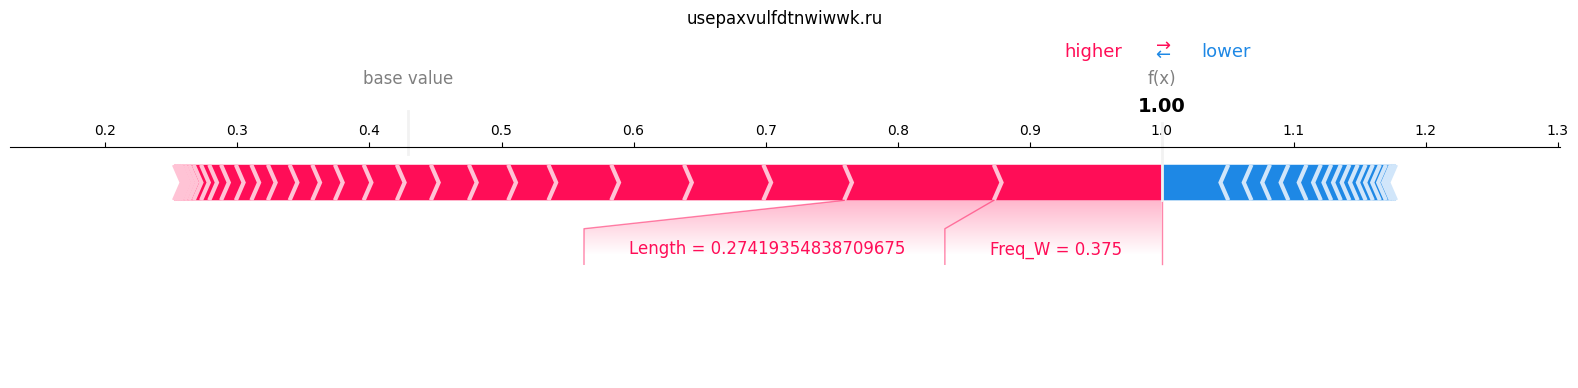 usepaxvulfdtnwiwwk.ru
higher ⇄ lower
base value f(x)
1.00
0.2 0.3 0.4 0.5 0.6 0.7 0.8 0.9 1.0 1.1 1.2 1.3
Length = 0.27419354838709675 Freq_W = 0.375